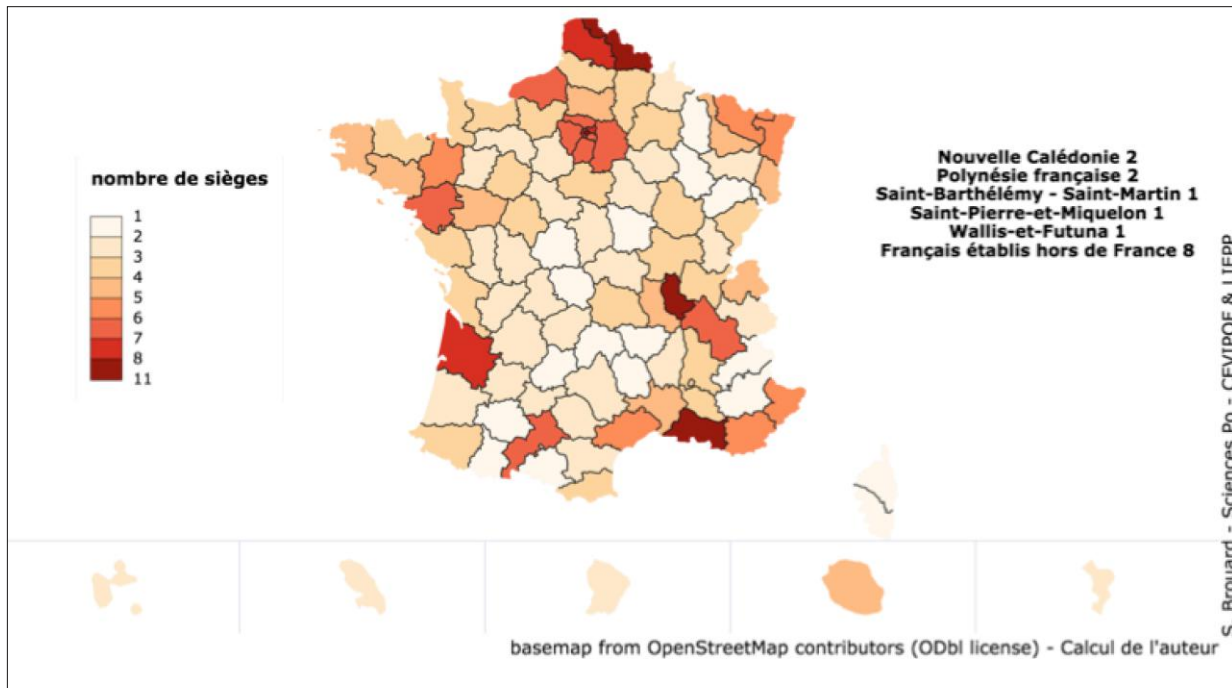 nombre de sièges
1
2
3
4
5
6
7
8
11
Nouvelle Calédonie 2
Polynésie française 2
Saint-Barthélémy - Saint-Martin 1
Saint-Pierre-et-Miquelon 1
Wallis-et-Futuna 1
Français établis hors de France 8
S. Brouard - Sciences Po - CEVIPOF & LIEPP
basemap from OpenStreetMap contributors (ODbl license) - Calcul de l'auteur